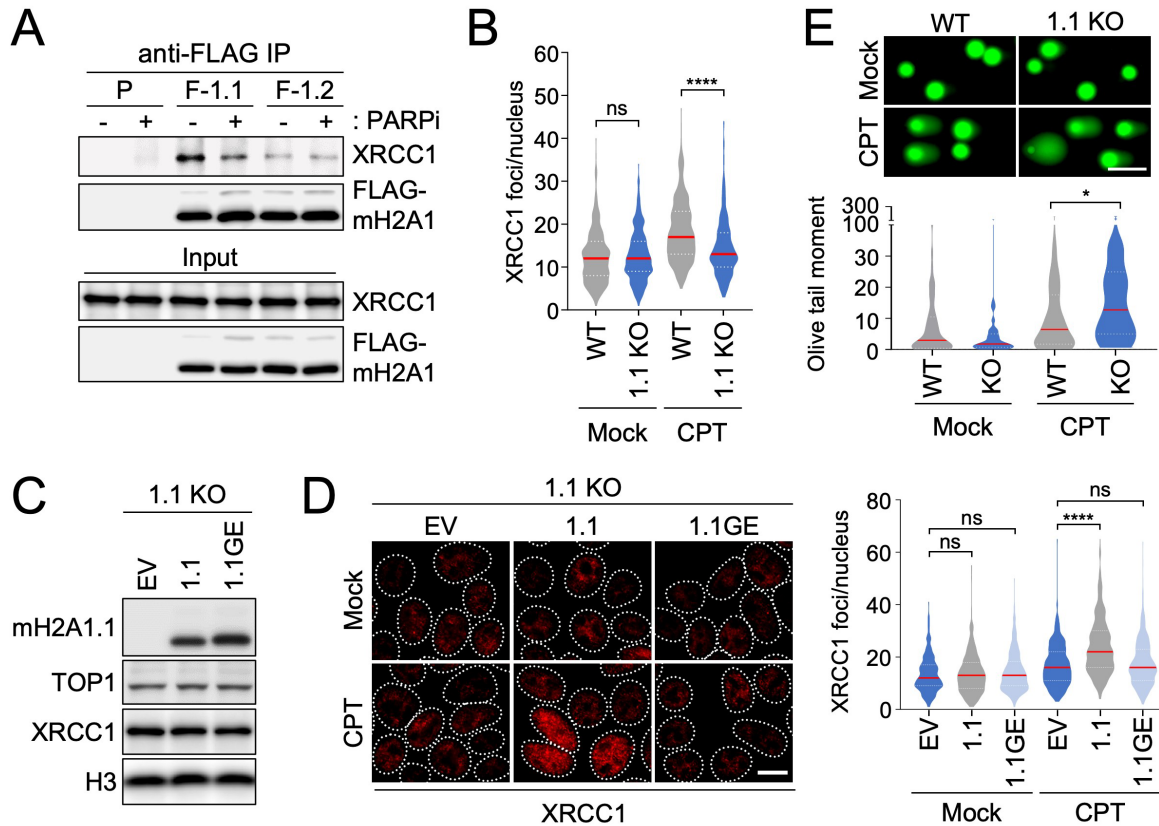 A
anti-FLAG IP
P F-1.1 F-1.2
- + - + - + : PARPi
XRCC1
FLAG-
mH2A1
Input
XRCC1
FLAG-
mH2A1
B
XRCC1 foci/nucleus
60
50
40
30
20
10
0
ns
****
WT 1.1 KO WT 1.1 KO
Mock CPT
E
WT 1.1 KO
Mock
CPT
Olive tail moment
300
100
30
20
10
0
*
WT KO WT KO
Mock CPT
C
1.1 KO
EV 1.1 1.1GE
mH2A1.1
TOP1
XRCC1
H3
D
1.1 KO
EV 1.1 1.1GE
Mock
CPT
XRCC1
XRCC1 foci/nucleus
80
60
40
20
0
ns
ns
ns
****
EV 1.1 1.1GE EV 1.1 1.1GE
Mock CPT